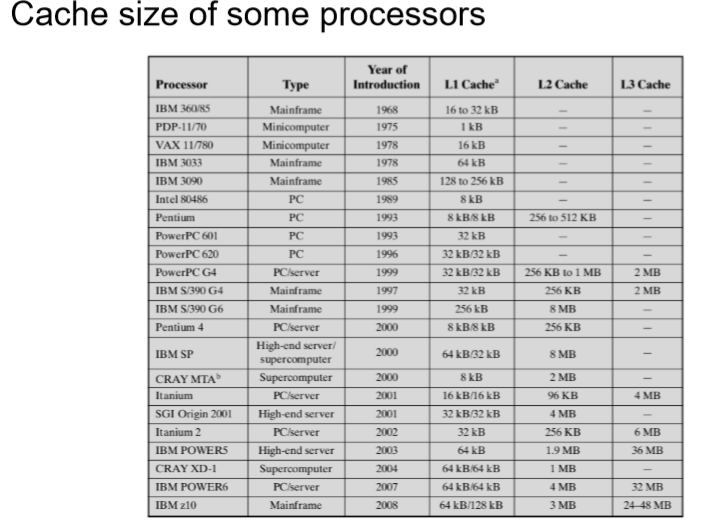 Cache size of some processors
Processor Type Year of Introduction L1 Cacheᵃ L2 Cache L3 Cache
IBM 360/85 Mainframe 1968 16 to 32 kB — —
PDP-11/70 Minicomputer 1975 1 kB — —
VAX 11/780 Minicomputer 1978 16 kB — —
IBM 3033 Mainframe 1978 64 kB — —
IBM 3090 Mainframe 1985 128 to 256 kB — —
Intel 80486 PC 1989 8 kB — —
Pentium PC 1993 8 kB/8 kB 256 to 512 KB —
PowerPC 601 PC 1993 32 kB — —
PowerPC 620 PC 1996 32 kB/32 kB — —
PowerPC G4 PC/server 1999 32 kB/32 kB 256 KB to 1 MB 2 MB
IBM S/390 G4 Mainframe 1997 32 kB 256 KB 2 MB
IBM S/390 G6 Mainframe 1999 256 kB 8 MB —
Pentium 4 PC/server 2000 8 kB/8 kB 256 KB —
IBM SP High-end server/ supercomputer 2000 64 kB/32 kB 8 MB —
CRAY MTAᵇ Supercomputer 2000 8 kB 2 MB —
Itanium PC/server 2001 16 kB/16 kB 96 KB 4 MB
SGI Origin 2001 High-end server 2001 32 kB/32 kB 4 MB —
Itanium 2 PC/server 2002 32 kB 256 KB 6 MB
IBM POWER5 High-end server 2003 64 kB 1.9 MB 36 MB
CRAY XD-1 Supercomputer 2004 64 kB/64 kB 1 MB —
IBM POWER6 PC/server 2007 64 kB/64 kB 4 MB 32 MB
IBM z10 Mainframe 2008 64 kB/128 kB 3 MB 24–48 MB